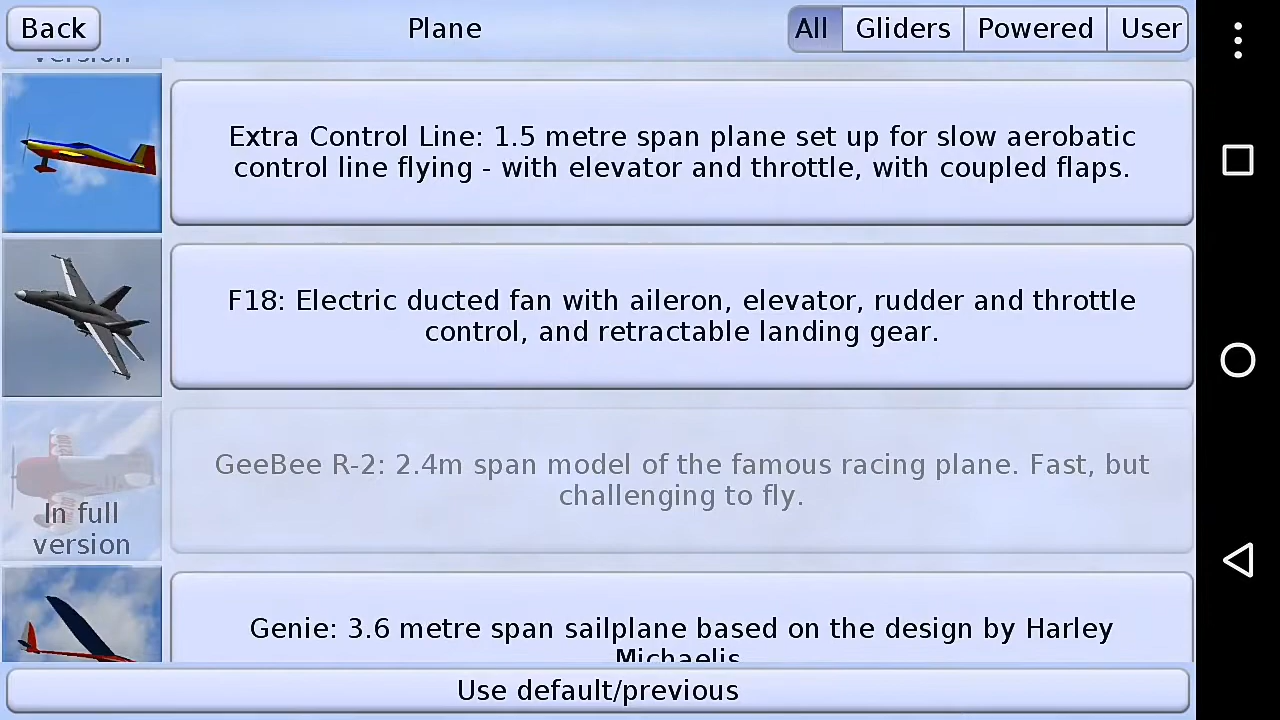 Back
Plane
All
Gliders
Powered
User
version
Extra Control Line: 1.5 metre span plane set up for slow aerobatic
control line flying - with elevator and throttle, with coupled flaps.
F18: Electric ducted fan with aileron, elevator, rudder and throttle
control, and retractable landing gear.
In full
version
GeeBee R-2: 2.4m span model of the famous racing plane. Fast, but
challenging to fly.
Genie: 3.6 metre span sailplane based on the design by Harley
Michaelis
Use default/previous